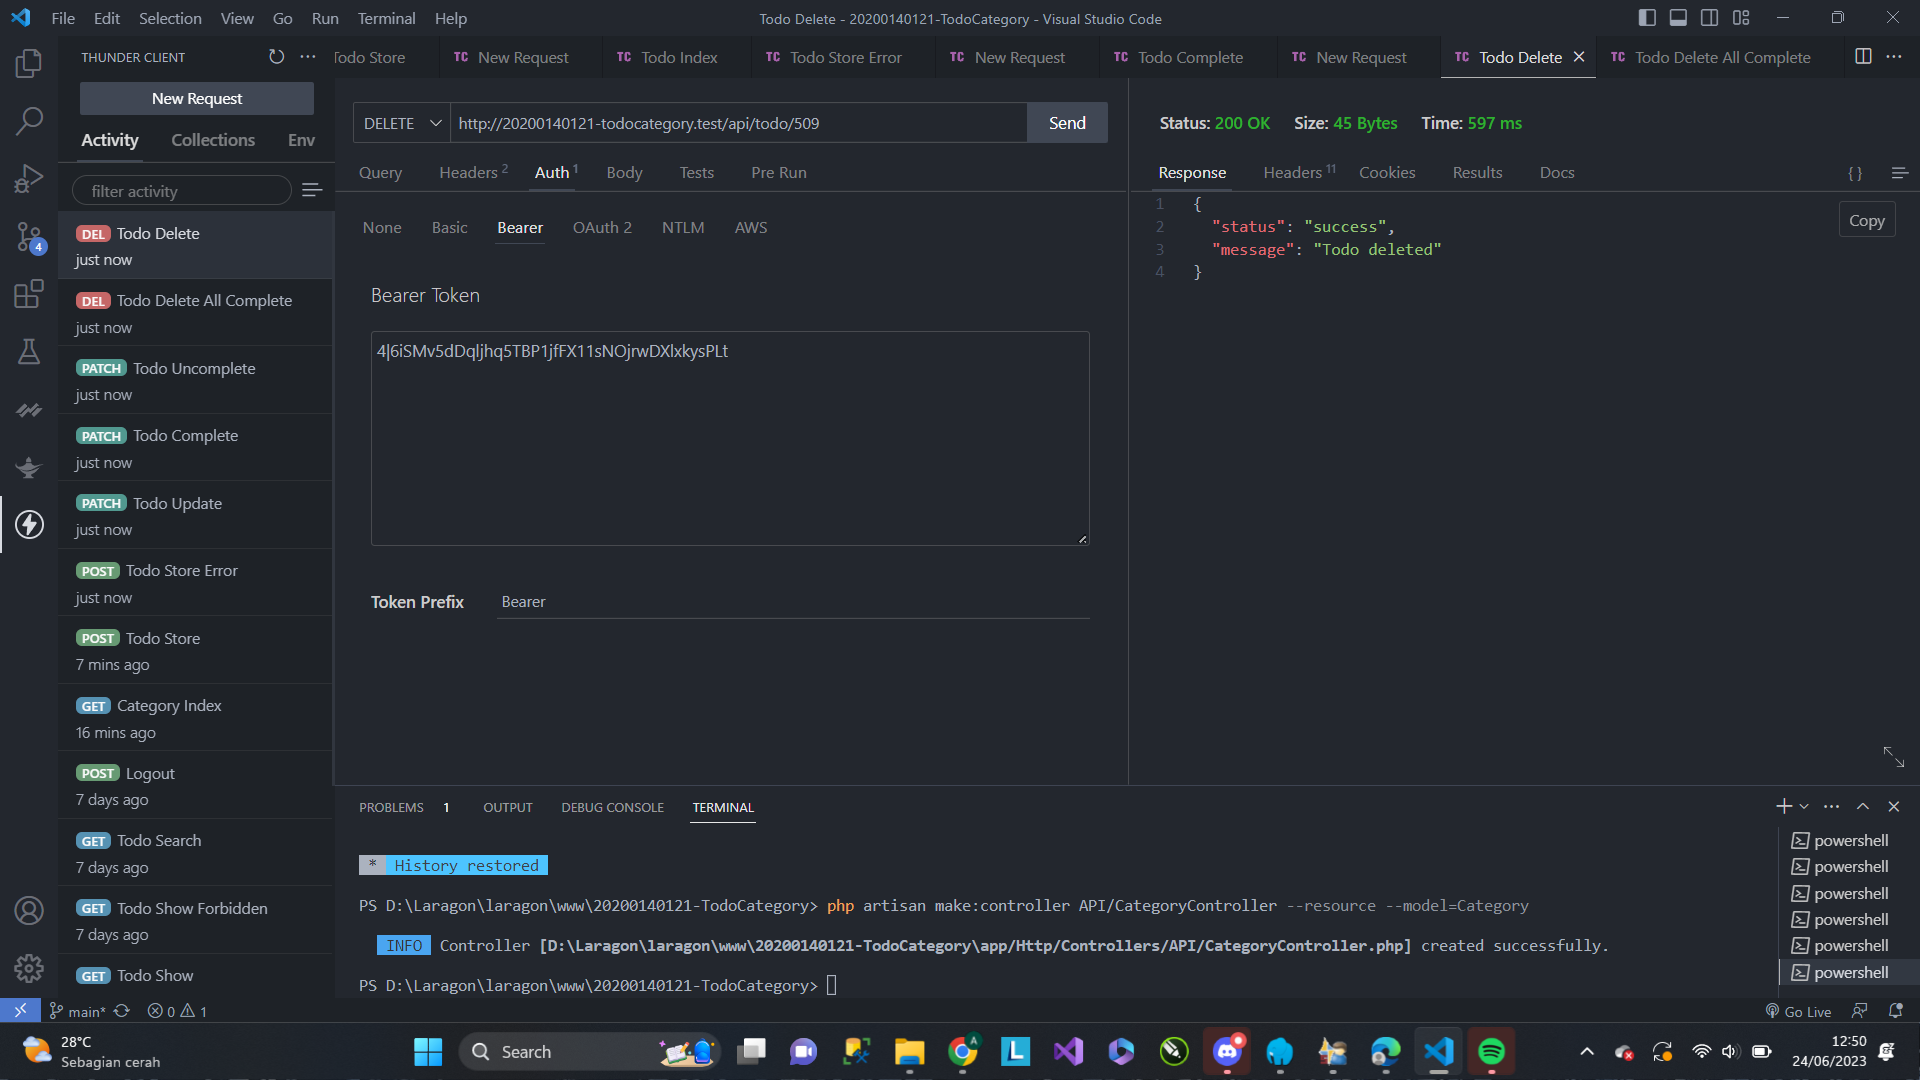 File Edit Selection View Go Run Terminal Help
Todo Delete - 20200140121-TodoCategory - Visual Studio Code
THUNDER CLIENT
New Request
Activity Collections Env
filter activity
DEL Todo Delete
just now
DEL Todo Delete All Complete
just now
PATCH Todo Uncomplete
just now
PATCH Todo Complete
just now
PATCH Todo Update
just now
POST Todo Store Error
just now
POST Todo Store
7 mins ago
GET Category Index
16 mins ago
POST Logout
7 days ago
GET Todo Search
7 days ago
GET Todo Show Forbidden
7 days ago
GET Todo Show
4
Todo Store TC New Request TC Todo Index TC Todo Store Error TC New Request TC Todo Complete TC New Request TC Todo Delete TC Todo Delete All Complete
DELETE http://20200140121-todocategory.test/api/todo/509 Send
Query Headers 2 Auth 1 Body Tests Pre Run
None Basic Bearer OAuth 2 NTLM AWS
Bearer Token
4|6iSMv5dDqljhq5TBP1jfFX11sNOjrwDXlxkysPLt
Token Prefix Bearer
Status: 200 OK Size: 45 Bytes Time: 597 ms
Response Headers 11 Cookies Results Docs { }
1 {
2 "status": "success",
3 "message": "Todo deleted"
4 }
Copy
PROBLEMS 1 OUTPUT DEBUG CONSOLE TERMINAL
* History restored
PS D:\Laragon\laragon\www\20200140121-TodoCategory> php artisan make:controller API/CategoryController --resource --model=Category
INFO Controller [D:\Laragon\laragon\www\20200140121-TodoCategory\app/Http/Controllers/API/CategoryController.php] created successfully.
PS D:\Laragon\laragon\www\20200140121-TodoCategory>
powershell
powershell
powershell
powershell
powershell
powershell
main* 0 1 Go Live
28°C
Sebagian cerah
Search
12:50
24/06/2023